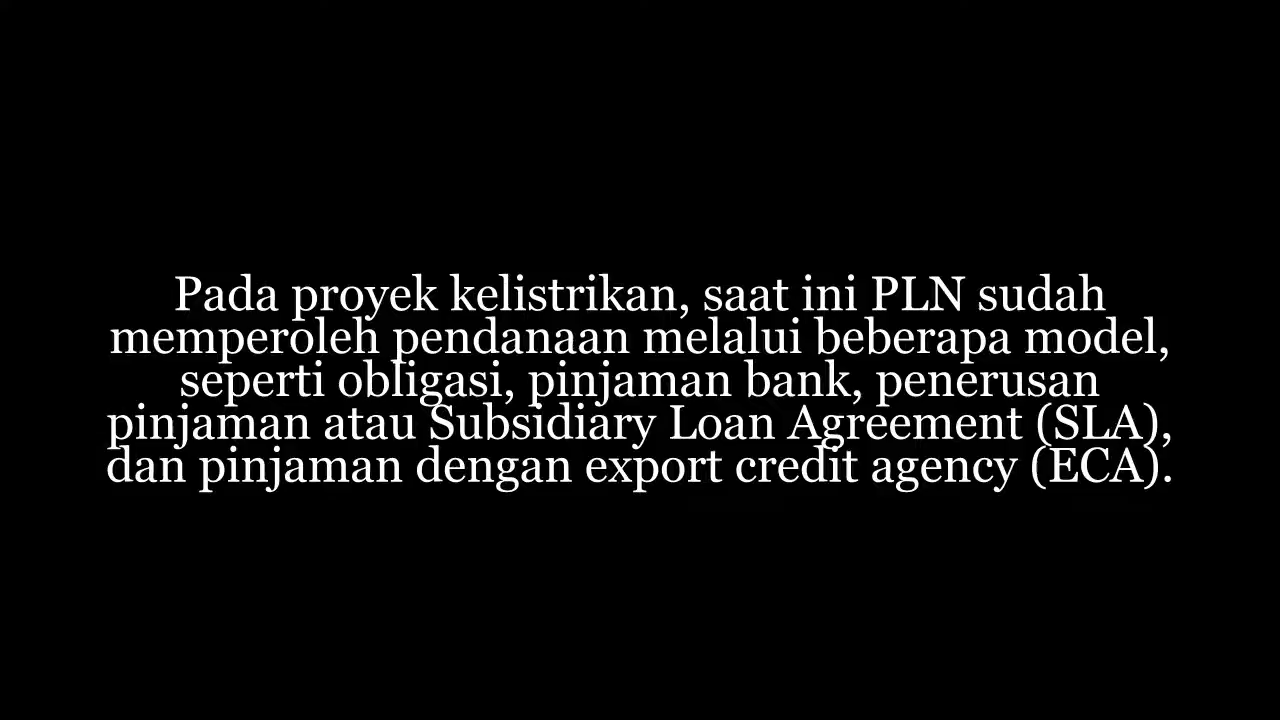 Pada proyek kelistrikan, saat ini PLN sudah
memperoleh pendanaan melalui beberapa model,
seperti obligasi, pinjaman bank, penerusan
pinjaman atau Subsidiary Loan Agreement (SLA),
dan pinjaman dengan export credit agency (ECA).